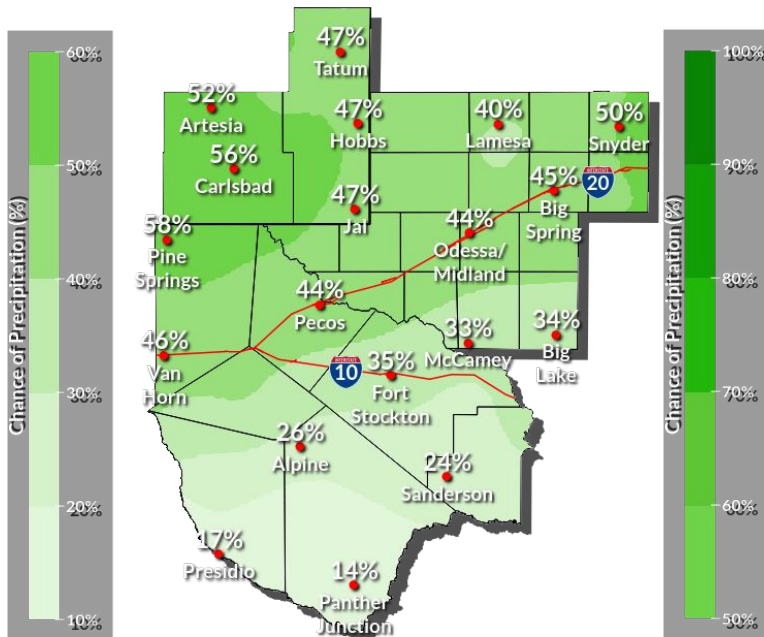 60%
50%
40%
30%
20%
10%
Chance of Precipitation (%)
47%
Tatum
52%
Artesia
47%
Hobbs
40%
Lamesa
50%
Snyder
56%
Carlsbad
45%
Big
Spring
INTERSTATE
20
47%
Jal
58%
Pine
Springs
44%
Odessa/
Midland
44%
Pecos
33%
McCamey
34%
Big
Lake
46%
Van
Horn
INTERSTATE
10
35%
Fort
Stockton
26%
Alpine
24%
Sanderson
17%
Presidio
14%
Panther
Junction
100%
90%
80%
70%
60%
50%
Chance of Precipitation (%)